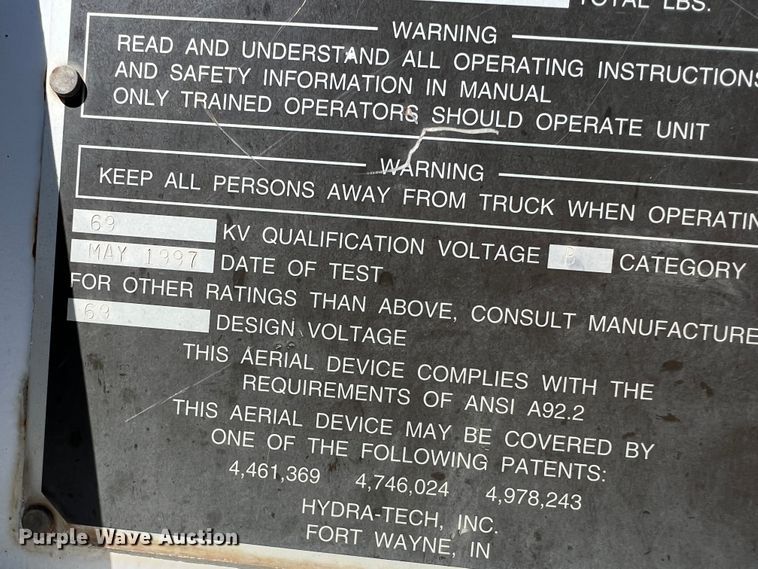 TOTAL LBS.
WARNING
READ AND UNDERSTAND ALL OPERATING INSTRUCTIONS
AND SAFETY INFORMATION IN MANUAL
ONLY TRAINED OPERATORS SHOULD OPERATE UNIT
WARNING
KEEP ALL PERSONS AWAY FROM TRUCK WHEN OPERATIN
69 KV QUALIFICATION VOLTAGE B CATEGORY
MAY 1997 DATE OF TEST
FOR OTHER RATINGS THAN ABOVE, CONSULT MANUFACTURE
69 DESIGN VOLTAGE
THIS AERIAL DEVICE COMPLIES WITH THE
REQUIREMENTS OF ANSI A92.2
THIS AERIAL DEVICE MAY BE COVERED BY
ONE OF THE FOLLOWING PATENTS:
4,461,369 4,746,024 4,978,243
HYDRA-TECH, INC.
FORT WAYNE, IN
Purple Wave Auction